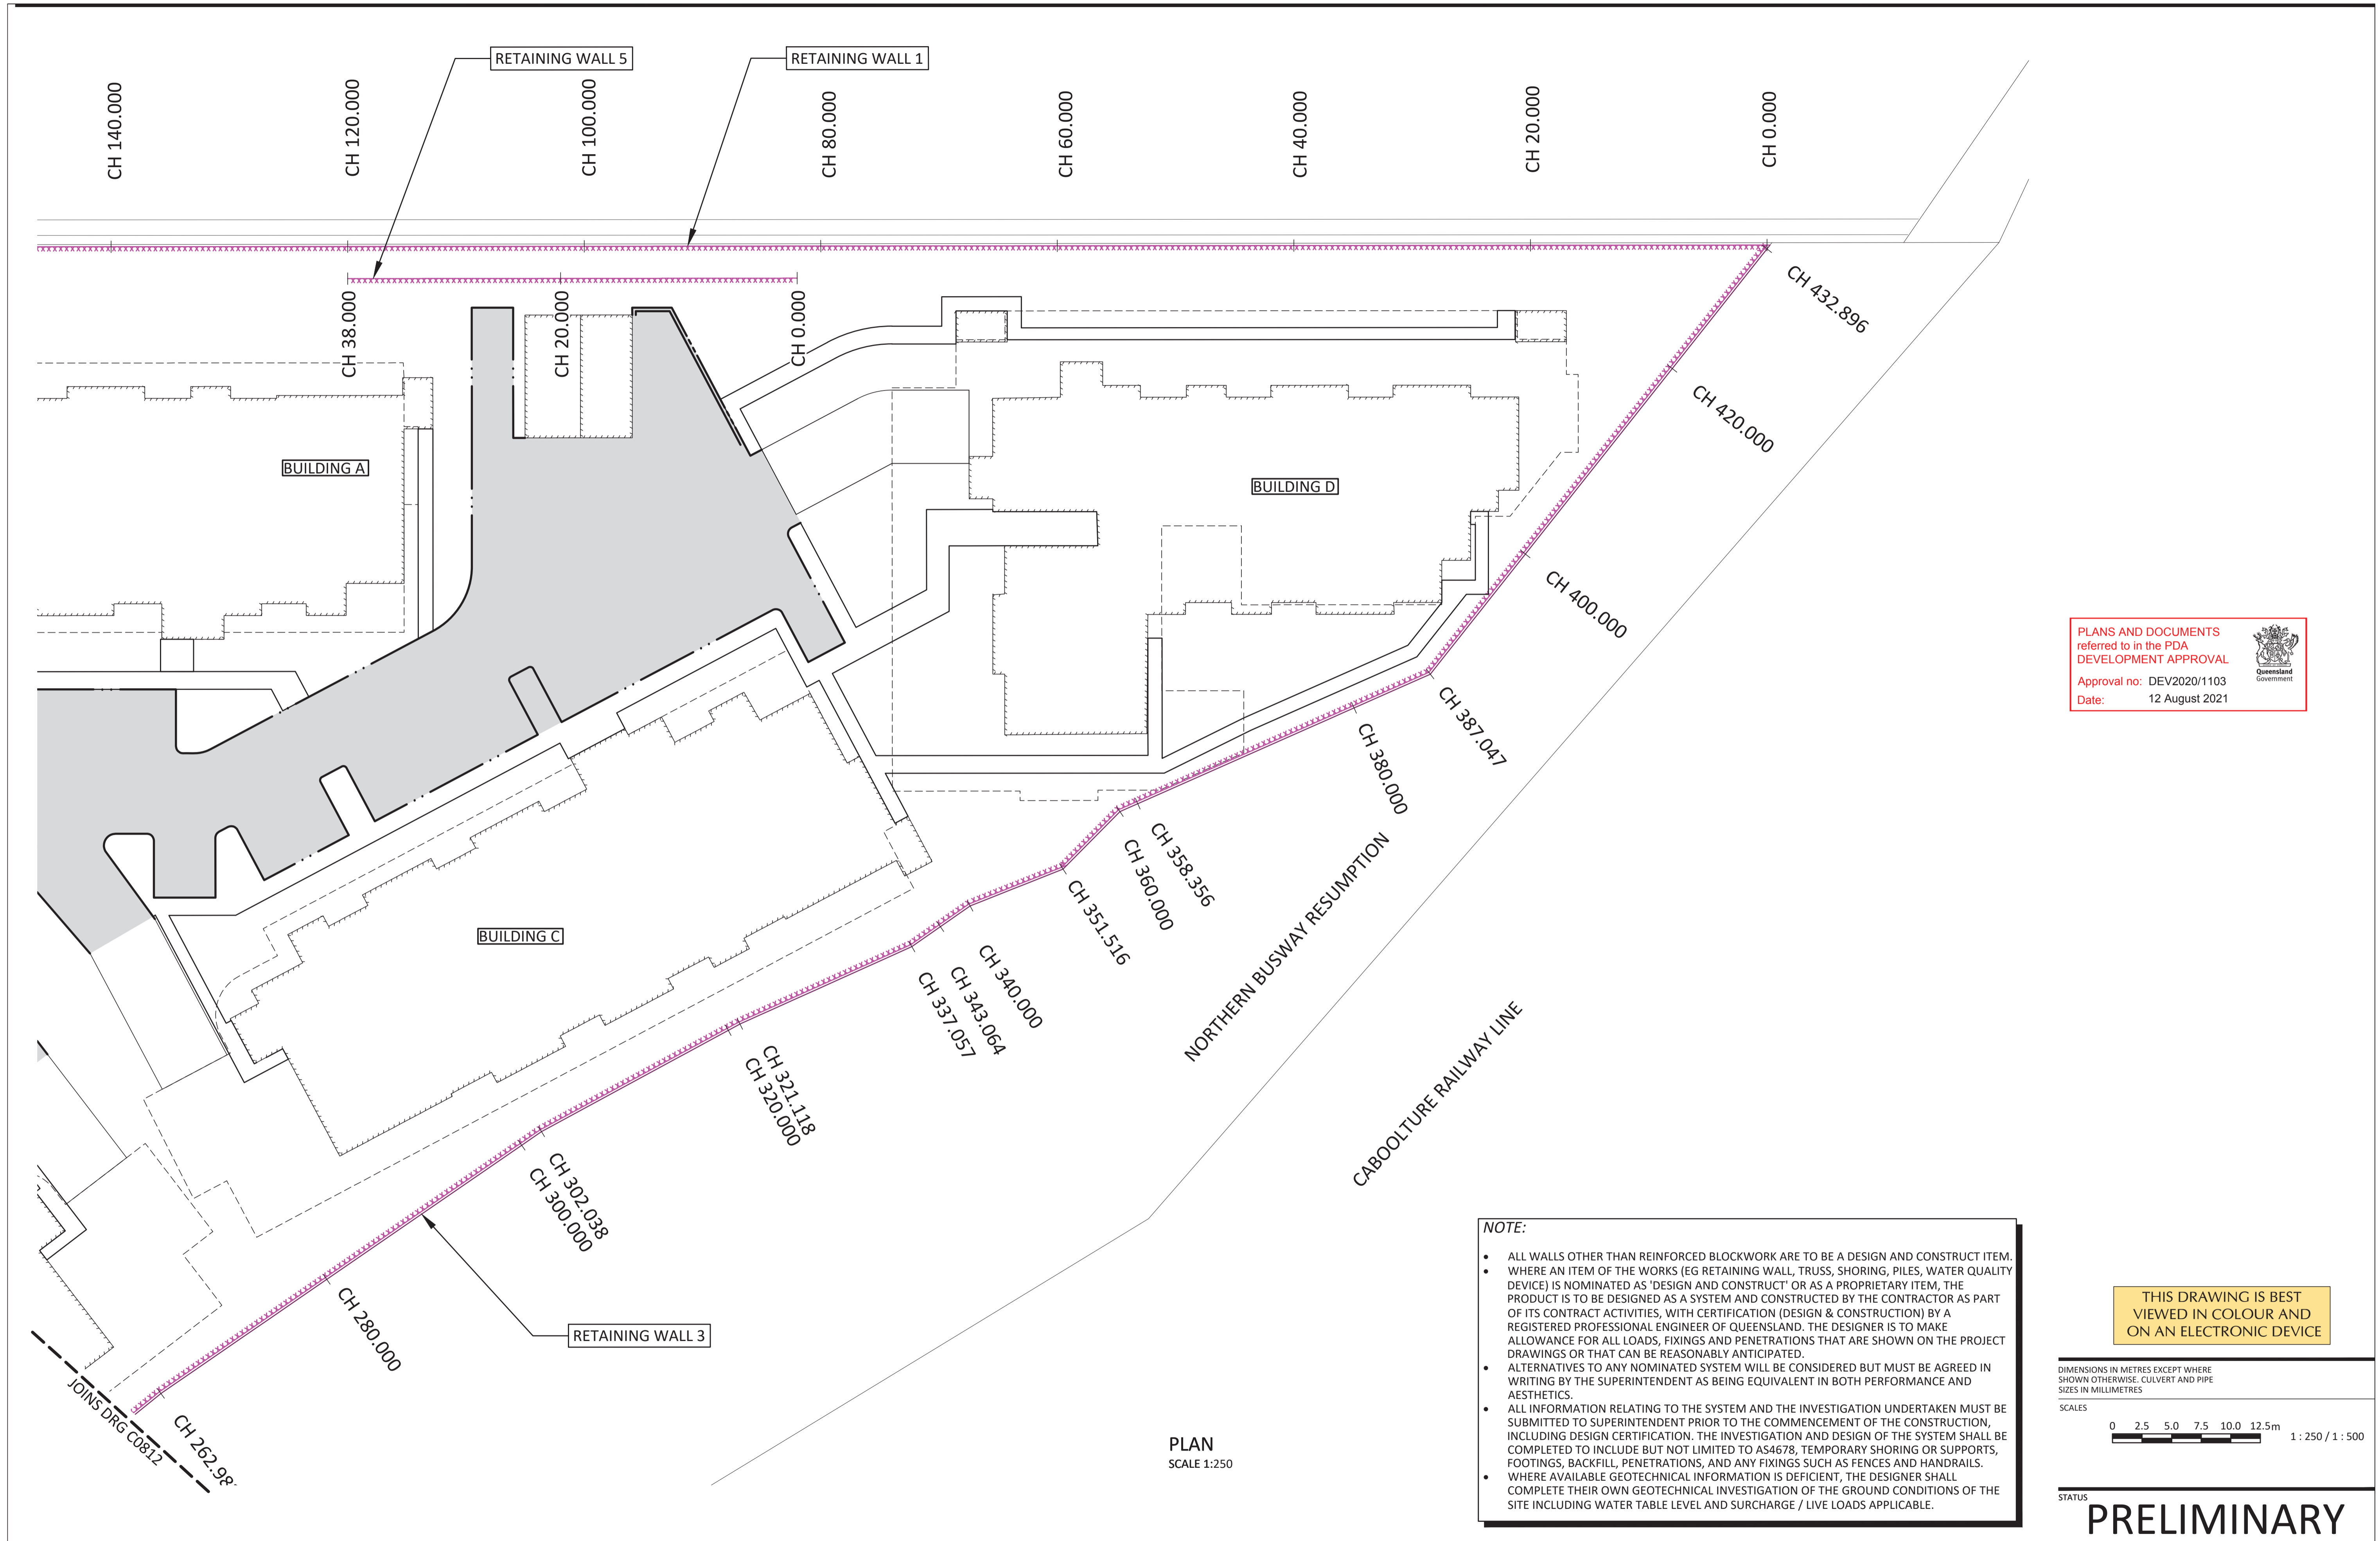 RETAINING WALL 5
RETAINING WALL 1
CH 140.000
CH 120.000
CH 100.000
CH 80.000
CH 60.000
CH 40.000
CH 20.000
CH 0.000
CH 38.000
CH 20.000
CH 0.000
CH 432.896
CH 420.000
CH 400.000
CH 387.047
CH 380.000
CH 358.356
CH 360.000
CH 351.516
CH 340.000
CH 343.064
CH 337.057
CH 321.118
CH 320.000
CH 302.038
CH 300.000
CH 280.000
CH 262.98
BUILDING A
BUILDING D
BUILDING C
NORTHERN BUSWAY RESUMPTION
CABOOLTURE RAILWAY LINE
RETAINING WALL 3
JOINS DRG C0812
PLAN
SCALE 1:250
PLANS AND DOCUMENTS
referred to in the PDA
DEVELOPMENT APPROVAL
Approval no: DEV2020/1103
Date: 12 August 2021
Queensland
Government
NOTE:
• ALL WALLS OTHER THAN REINFORCED BLOCKWORK ARE TO BE A DESIGN AND CONSTRUCT ITEM.
• WHERE AN ITEM OF THE WORKS (EG RETAINING WALL, TRUSS, SHORING, PILES, WATER QUALITY
DEVICE) IS NOMINATED AS 'DESIGN AND CONSTRUCT' OR AS A PROPRIETARY ITEM, THE
PRODUCT IS TO BE DESIGNED AS A SYSTEM AND CONSTRUCTED BY THE CONTRACTOR AS PART
OF ITS CONTRACT ACTIVITIES, WITH CERTIFICATION (DESIGN & CONSTRUCTION) BY A
REGISTERED PROFESSIONAL ENGINEER OF QUEENSLAND. THE DESIGNER IS TO MAKE
ALLOWANCE FOR ALL LOADS, FIXINGS AND PENETRATIONS THAT ARE SHOWN ON THE PROJECT
DRAWINGS OR THAT CAN BE REASONABLY ANTICIPATED.
• ALTERNATIVES TO ANY NOMINATED SYSTEM WILL BE CONSIDERED BUT MUST BE AGREED IN
WRITING BY THE SUPERINTENDENT AS BEING EQUIVALENT IN BOTH PERFORMANCE AND
AESTHETICS.
• ALL INFORMATION RELATING TO THE SYSTEM AND THE INVESTIGATION UNDERTAKEN MUST BE
SUBMITTED TO SUPERINTENDENT PRIOR TO THE COMMENCEMENT OF THE CONSTRUCTION,
INCLUDING DESIGN CERTIFICATION. THE INVESTIGATION AND DESIGN OF THE SYSTEM SHALL BE
COMPLETED TO INCLUDE BUT NOT LIMITED TO AS4678, TEMPORARY SHORING OR SUPPORTS,
FOOTINGS, BACKFILL, PENETRATIONS, AND ANY FIXINGS SUCH AS FENCES AND HANDRAILS.
• WHERE AVAILABLE GEOTECHNICAL INFORMATION IS DEFICIENT, THE DESIGNER SHALL
COMPLETE THEIR OWN GEOTECHNICAL INVESTIGATION OF THE GROUND CONDITIONS OF THE
SITE INCLUDING WATER TABLE LEVEL AND SURCHARGE / LIVE LOADS APPLICABLE.
THIS DRAWING IS BEST
VIEWED IN COLOUR AND
ON AN ELECTRONIC DEVICE
DIMENSIONS IN METRES EXCEPT WHERE
SHOWN OTHERWISE. CULVERT AND PIPE
SIZES IN MILLIMETRES
SCALES
0 2.5 5.0 7.5 10.0 12.5m
1 : 250 / 1 : 500
STATUS
PRELIMINARY